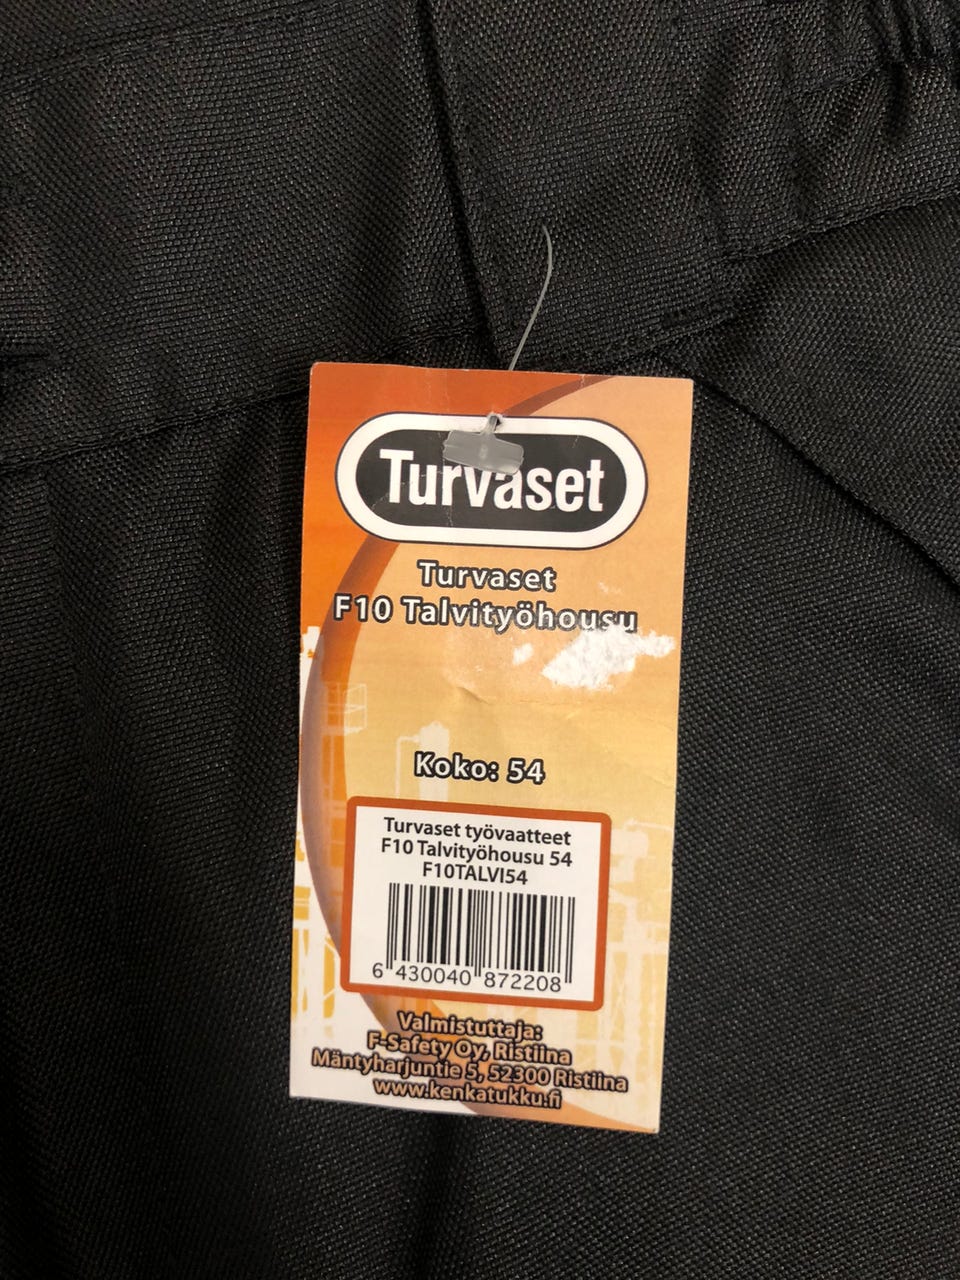 Turvaset
Turvaset
F10 Talvityöhousu
Koko: 54
Turvaset työvaatteet
F10 Talvityöhousu 54
F10TALVI54
6 430040 872208
Valmistuttaja:
F-Safety Oy, Ristiina
Mäntyharjuntie 5, 52300 Ristiina
www.kenkatukku.fi